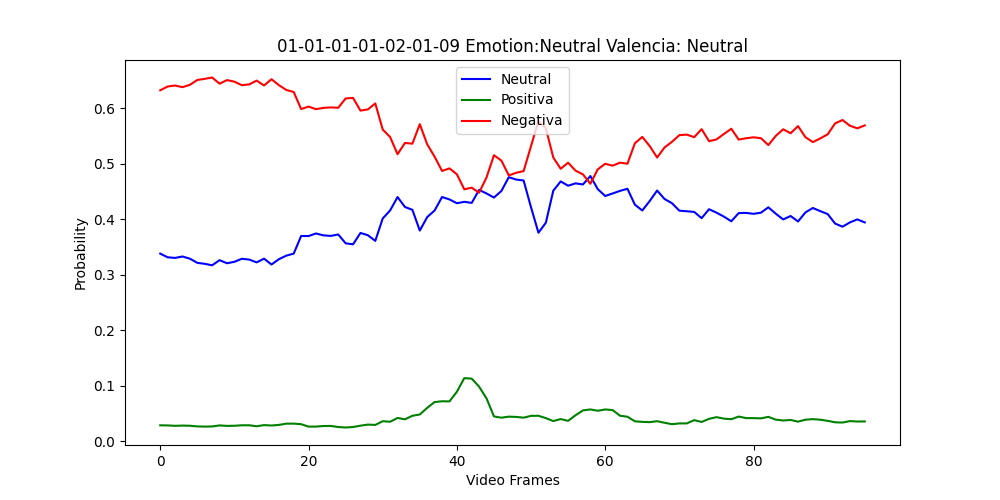 01-01-01-01-02-01-09 Emotion:Neutral Valencia: Neutral
Neutral
Positiva
Negativa
Probability
0.6
0.5
0.4
0.3
0.2
0.1
0.0
0 20 40 60 80
Video Frames